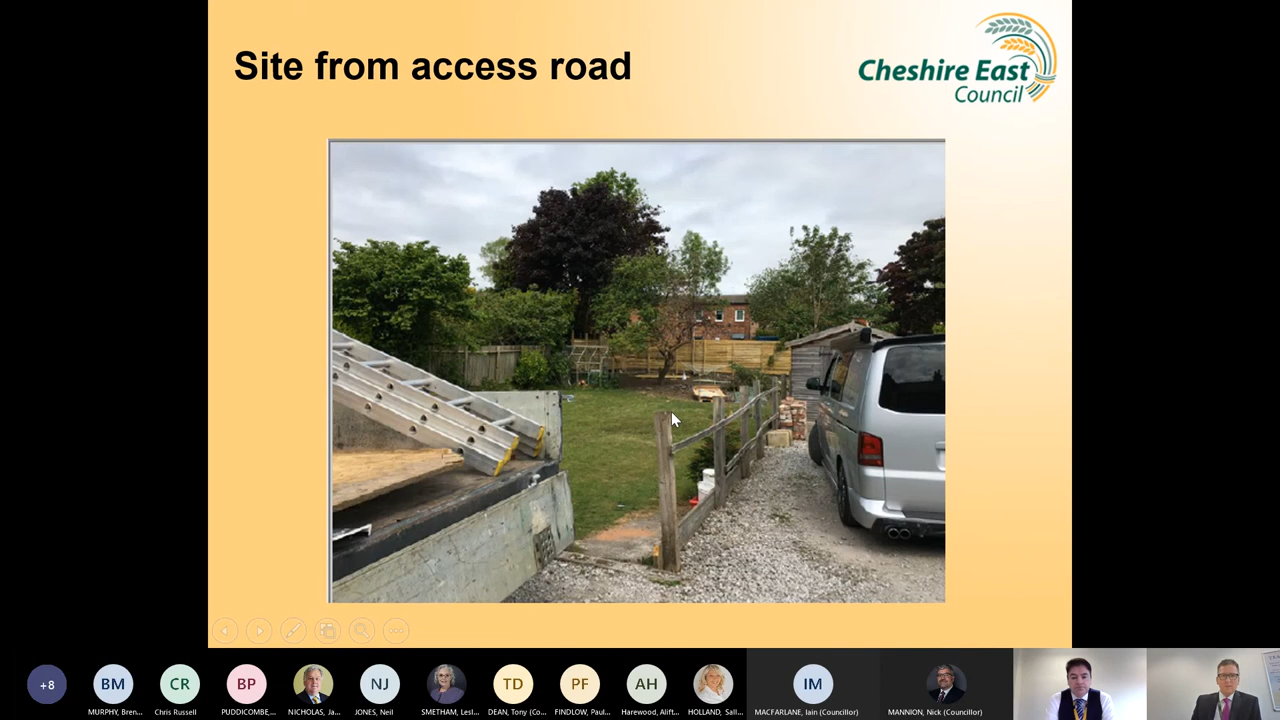 Site from access road
Cheshire East
Council
+8
BM
CR
BP
NJ
TD
PF
AH
IM
MURPHY, Bren...
Chris Russell
PUDDICOMBE,...
NICHOLAS, Ja...
JONES, Neil
SMETHAM, Lesl...
DEAN, Tony (Co...
FINDLOW, Paul...
Harewood, Alift...
HOLLAND, Sall...
MACFARLANE, Iain (Councillor)
MANNION, Nick (Councillor)